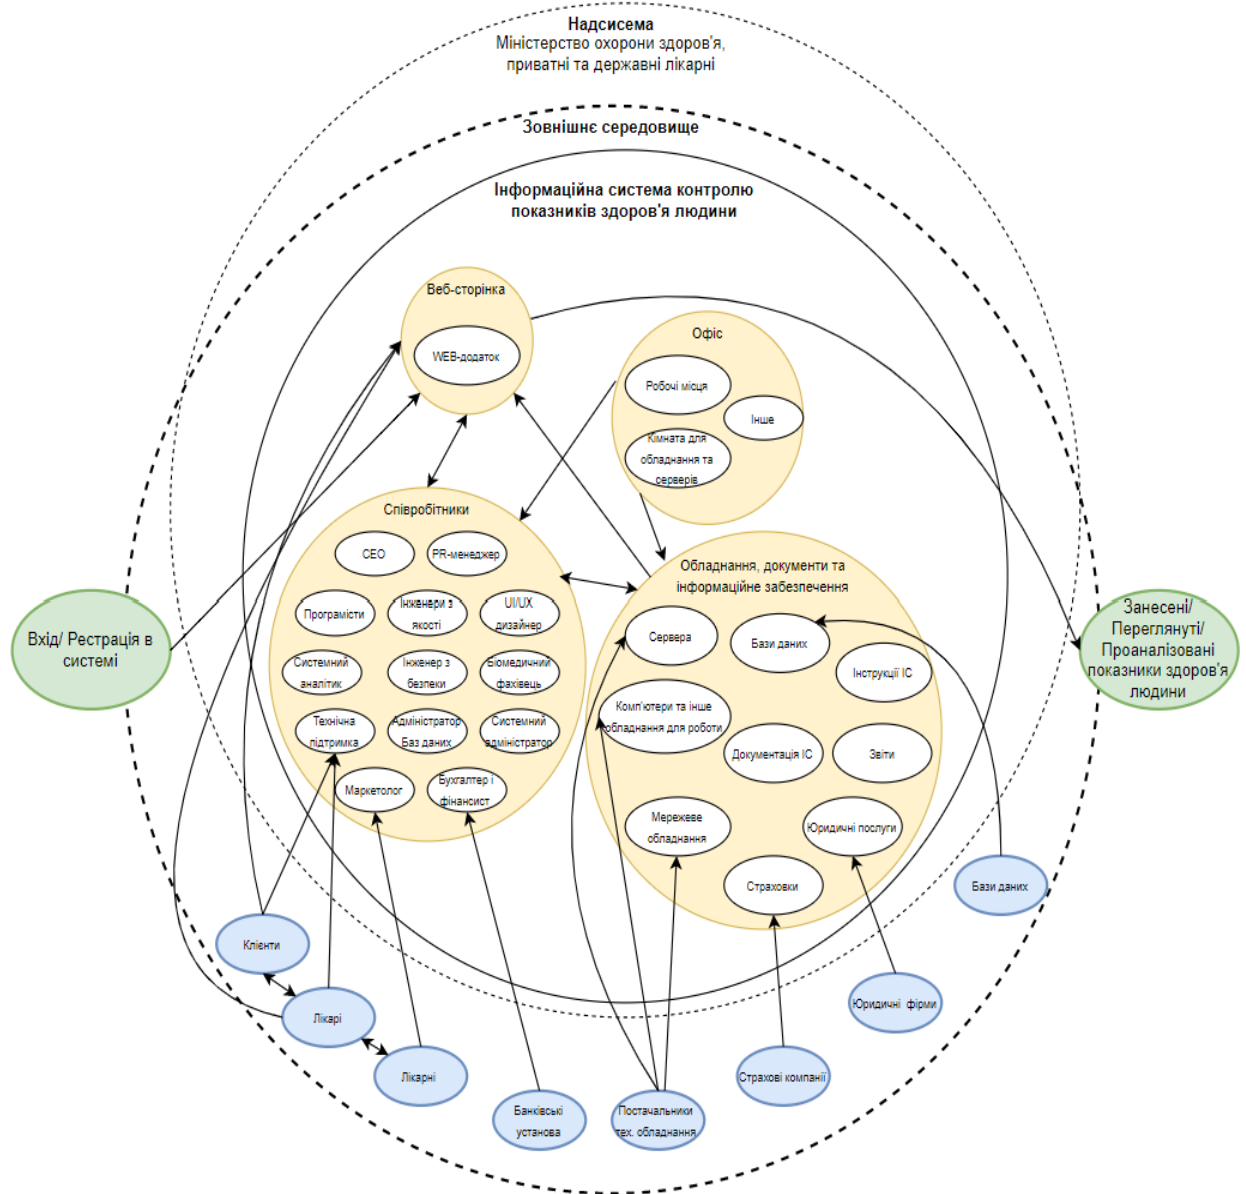 Надсисема
Міністерство охорони здоров'я,
приватні та державні лікарні
Зовнішнє середовище
Інформаційна система контролю
показників здоров'я людини
Веб-сторінка
WEB-додаток
Офіс
Робочі місця
Інше
Кімната для
обладнання та
серверів
Співробітники
CEO
PR-менеджер
Програмісти
Інженери з
якості
UI/UX
дизайнер
Системний
аналітик
Інженер з
безпеки
Біомедичний
фахівець
Технічна
підтримка
Адміністратор
Баз даних
Системний
адміністратор
Маркетолог
Бухгалтер і
фінансист
Обладнання, документи та
інформаційне забезпечення
Сервера
Бази даних
Інструкції ІС
Комп'ютери та інше
обладнання для роботи
Документація ІС
Звіти
Мережеве
обладнання
Юридичні послуги
Страховки
Вхід/ Рестрація в
системі
Занесені/
Переглянуті/
Проаналізовані
показники здоров'я
людини
Бази даних
Клієнти
Лікарі
Лікарні
Банківські
установа
Постачальники
тех. обладнання
Страхові компанії
Юридичні фірми